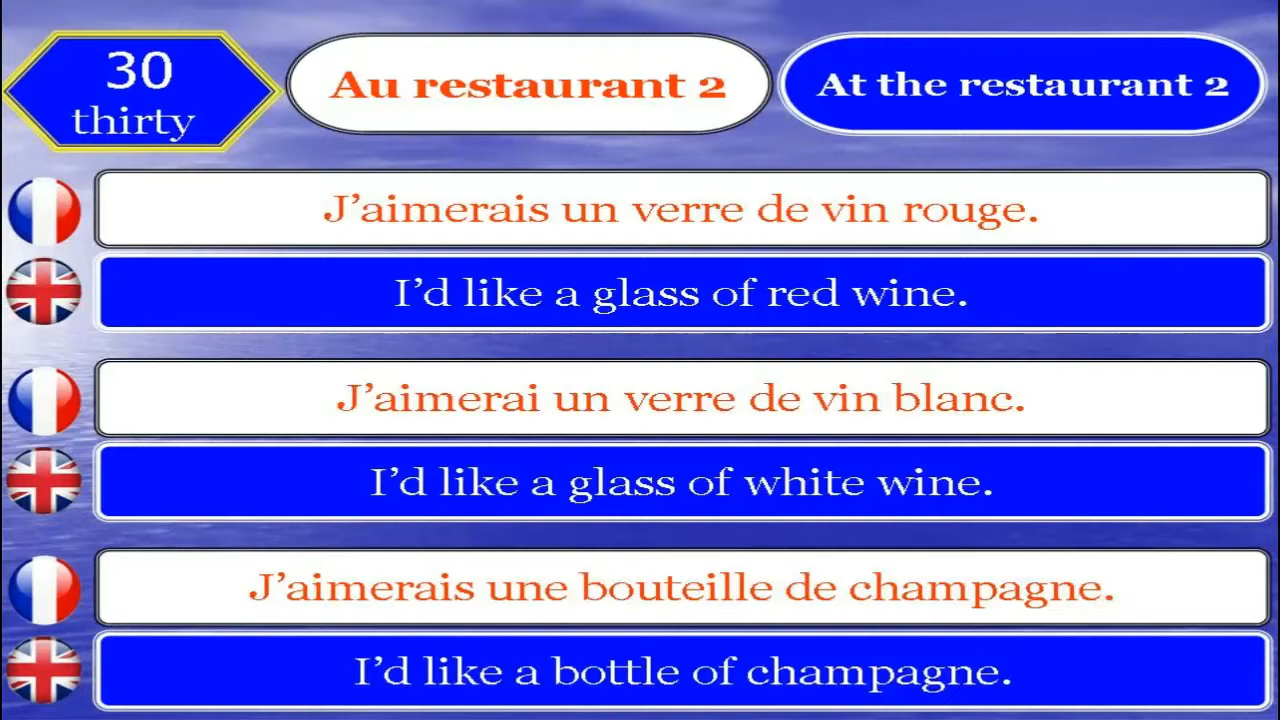 30
thirty
Au restaurant 2
At the restaurant 2
J’aimerais un verre de vin rouge.
I’d like a glass of red wine.
J’aimerai un verre de vin blanc.
I’d like a glass of white wine.
J’aimerais une bouteille de champagne.
I’d like a bottle of champagne.